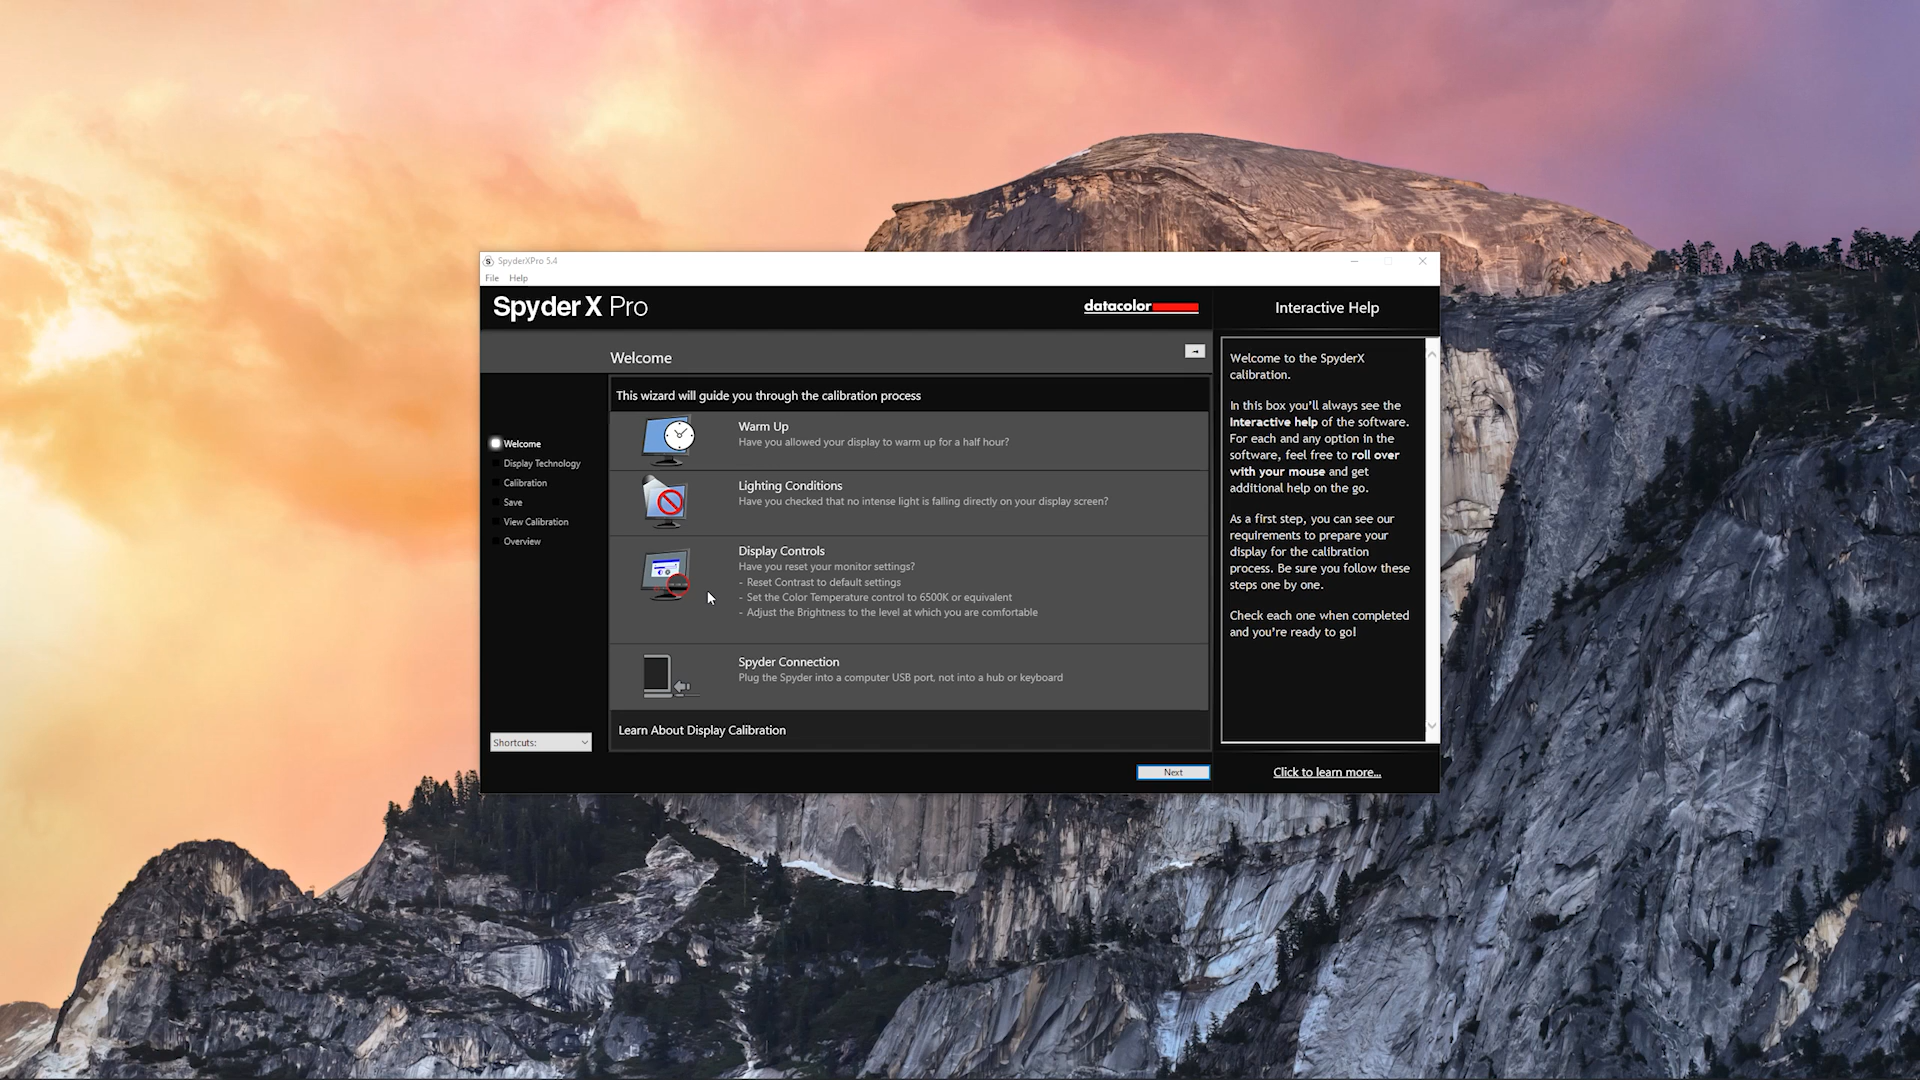 SpyderXPro 5.4
File Help
Spyder X Pro
datacolor
Interactive Help
Welcome
This wizard will guide you through the calibration process
Welcome
Display Technology
Calibration
Save
View Calibration
Overview
Shortcuts:
Warm Up
Have you allowed your display to warm up for a half hour?
Lighting Conditions
Have you checked that no intense light is falling directly on your display screen?
Display Controls
Have you reset your monitor settings?
- Reset Contrast to default settings
- Set the Color Temperature control to 6500K or equivalent
- Adjust the Brightness to the level at which you are comfortable
Spyder Connection
Plug the Spyder into a computer USB port, not into a hub or keyboard
Learn About Display Calibration
Next
Welcome to the SpyderX
calibration.
In this box you'll always see the
Interactive help of the software.
For each and any option in the
software, feel free to roll over
with your mouse and get
additional help on the go.
As a first step, you can see our
requirements to prepare your
display for the calibration
process. Be sure you follow these
steps one by one.
Check each one when completed
and you're ready to go!
Click to learn more...